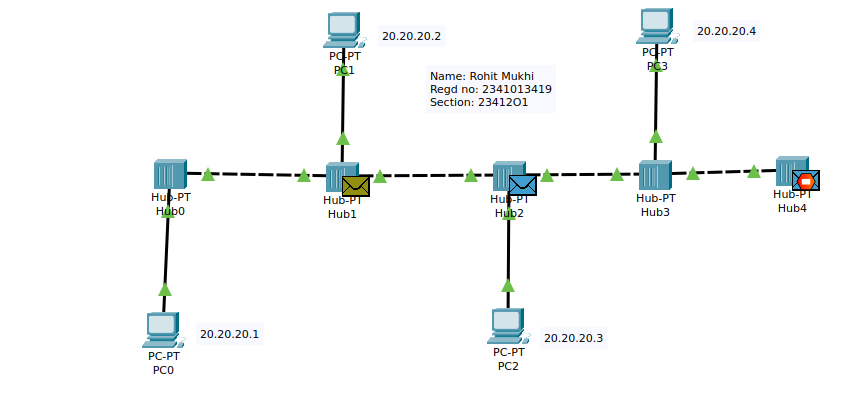 20.20.20.2
PC-PT
PC1
20.20.20.4
PC-PT
PC3
Name: Rohit Mukhi
Regd no: 2341013419
Section: 23412O1
Hub-PT
Hub0
Hub-PT
Hub1
Hub-PT
Hub2
Hub-PT
Hub3
Hub-PT
Hub4
20.20.20.1
PC-PT
PC0
20.20.20.3
PC-PT
PC2